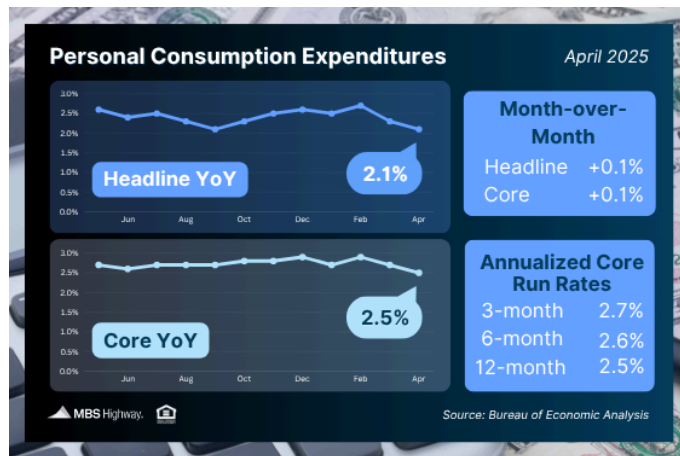 Personal Consumption Expenditures
April 2025
3.0%
2.5%
2.0%
1.5%
1.0%
0.5%
0.0%
Headline YoY
2.1%
Jun Aug Oct Dec Feb Apr
Month-over-
Month
Headline +0.1%
Core +0.1%
3.0%
2.5%
2.0%
1.5%
1.0%
0.5%
0.0%
Core YoY
2.5%
Jun Aug Oct Dec Feb Apr
Annualized Core
Run Rates
3-month 2.7%
6-month 2.6%
12-month 2.5%
MBS Highway.
Source: Bureau of Economic Analysis